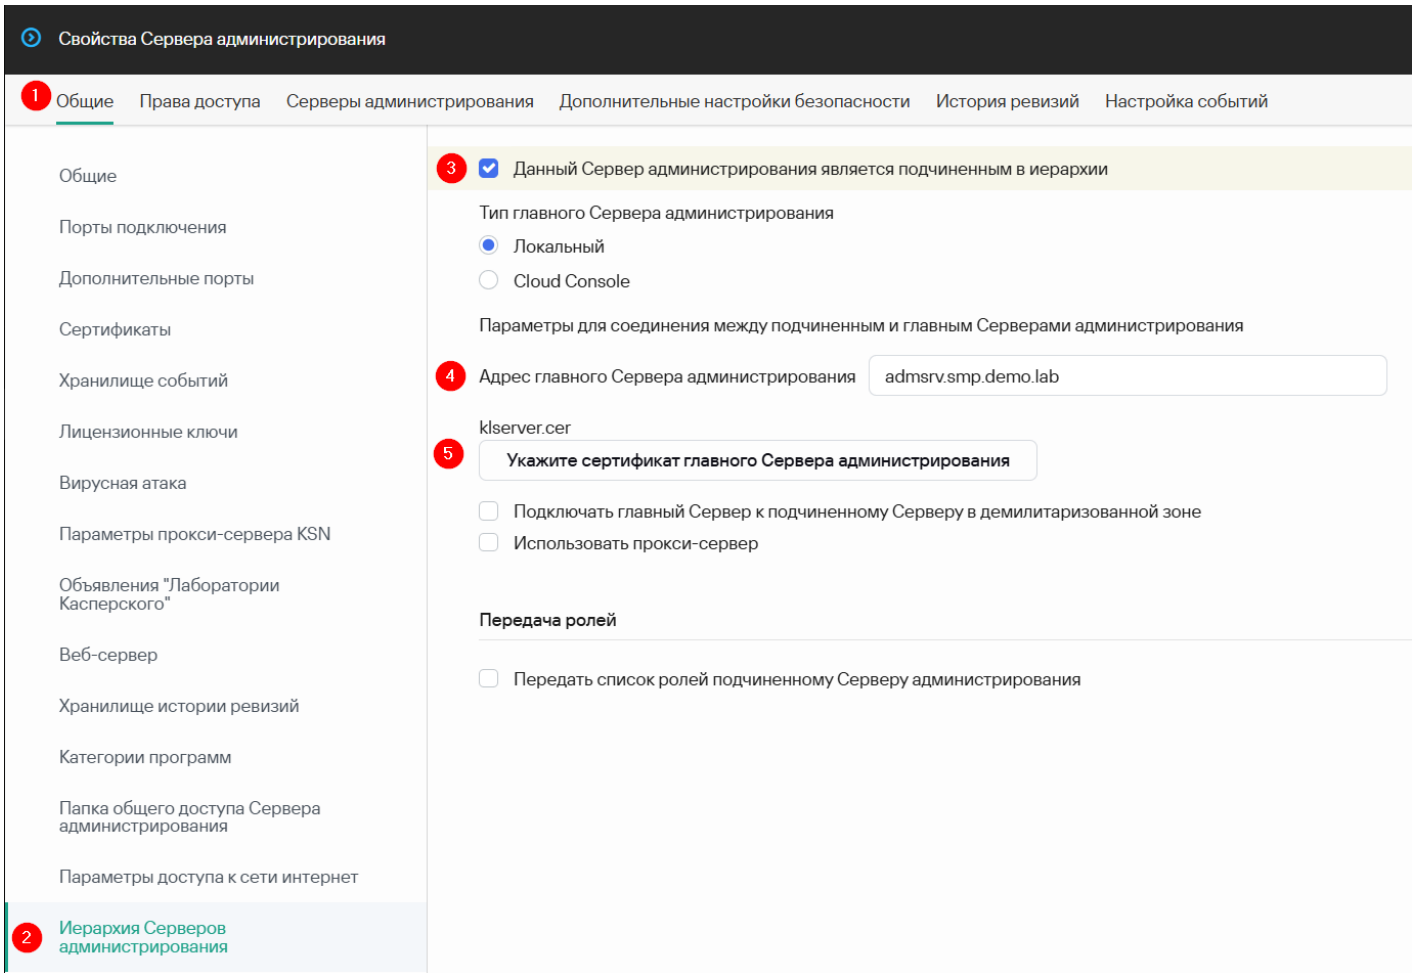 Свойства Сервера администрирования
1 Общие Права доступа Серверы администрирования Дополнительные настройки безопасности История ревизий Настройка событий
Общие
Порты подключения
Дополнительные порты
Сертификаты
Хранилище событий
Лицензионные ключи
Вирусная атака
Параметры прокси-сервера KSN
Объявления "Лаборатории
Касперского"
Веб-сервер
Хранилище истории ревизий
Категории программ
Папка общего доступа Сервера
администрирования
Параметры доступа к сети интернет
2 Иерархия Серверов
администрирования
3 Данный Сервер администрирования является подчиненным в иерархии
Тип главного Сервера администрирования
Локальный
Cloud Console
Параметры для соединения между подчиненным и главным Серверами администрирования
4 Адрес главного Сервера администрирования admsrv.smp.demo.lab
klserver.cer
5 Укажите сертификат главного Сервера администрирования
Подключать главный Сервер к подчиненному Серверу в демилитаризованной зоне
Использовать прокси-сервер
Передача ролей
Передать список ролей подчиненному Серверу администрирования